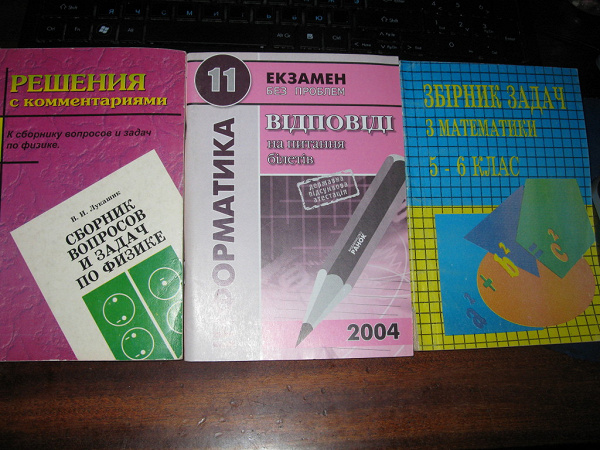 РЕШЕНИЯ
с комментариями
К сборнику вопросов и задач
по физике.
В. И. Лукашик
СБОРНИК
ВОПРОСОВ
И ЗАДАЧ
ПО ФИЗИКЕ
11
ЕКЗАМЕН
БЕЗ ПРОБЛЕМ
ІНФОРМАТИКА
ВІДПОВІДІ
на питання
білетів
державна
підсумкова
атестація
РАНОК
2004
ЗБІРНИК ЗАДАЧ
З МАТЕМАТИКИ
5 - 6 КЛАС